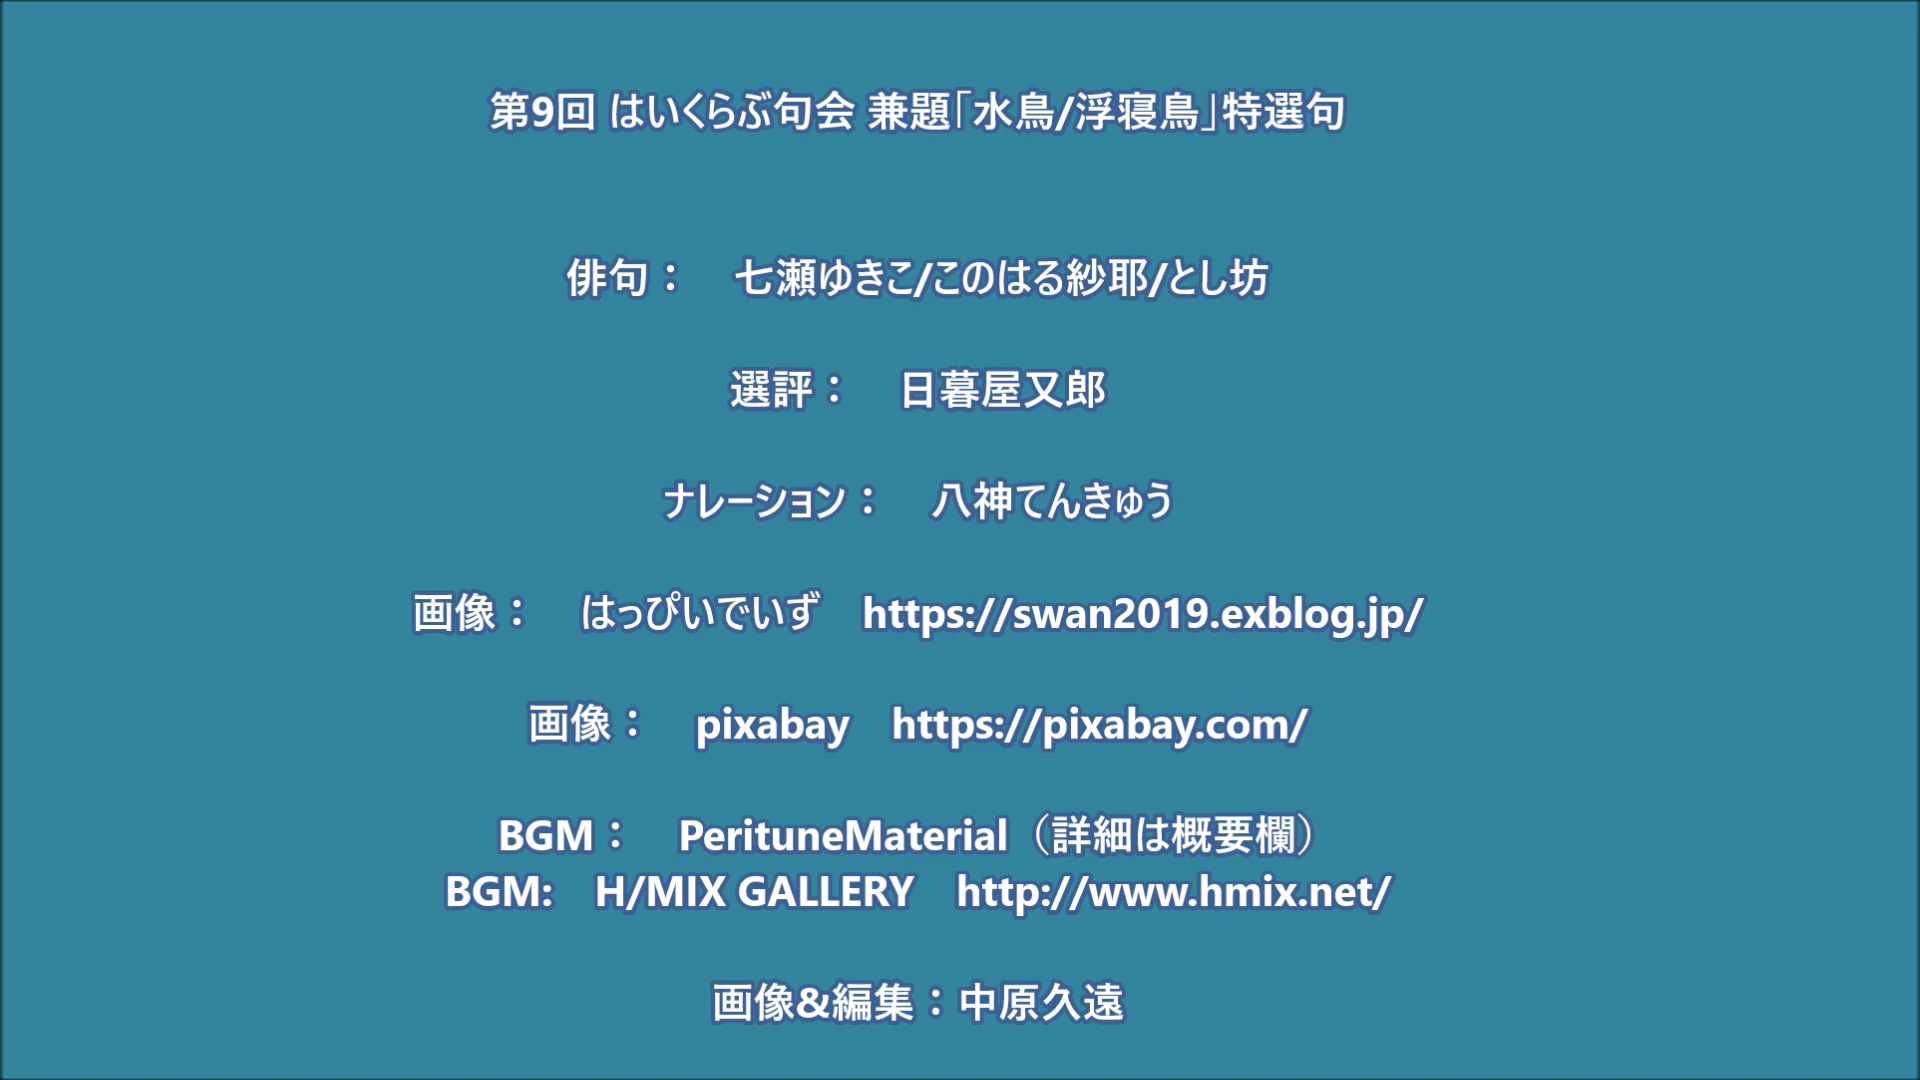 第9回 はいくらぶ句会 兼題「水鳥/浮寝鳥」特選句
俳句： 七瀬ゆきこ/このはる紗耶/とし坊
選評： 日暮屋又郎
ナレーション： 八神てんきゅう
画像： はっぴいでいず https://swan2019.exblog.jp/
画像： pixabay https://pixabay.com/
BGM： PerituneMaterial（詳細は概要欄）
BGM: H/MIX GALLERY http://www.hmix.net/
画像&編集：中原久遠